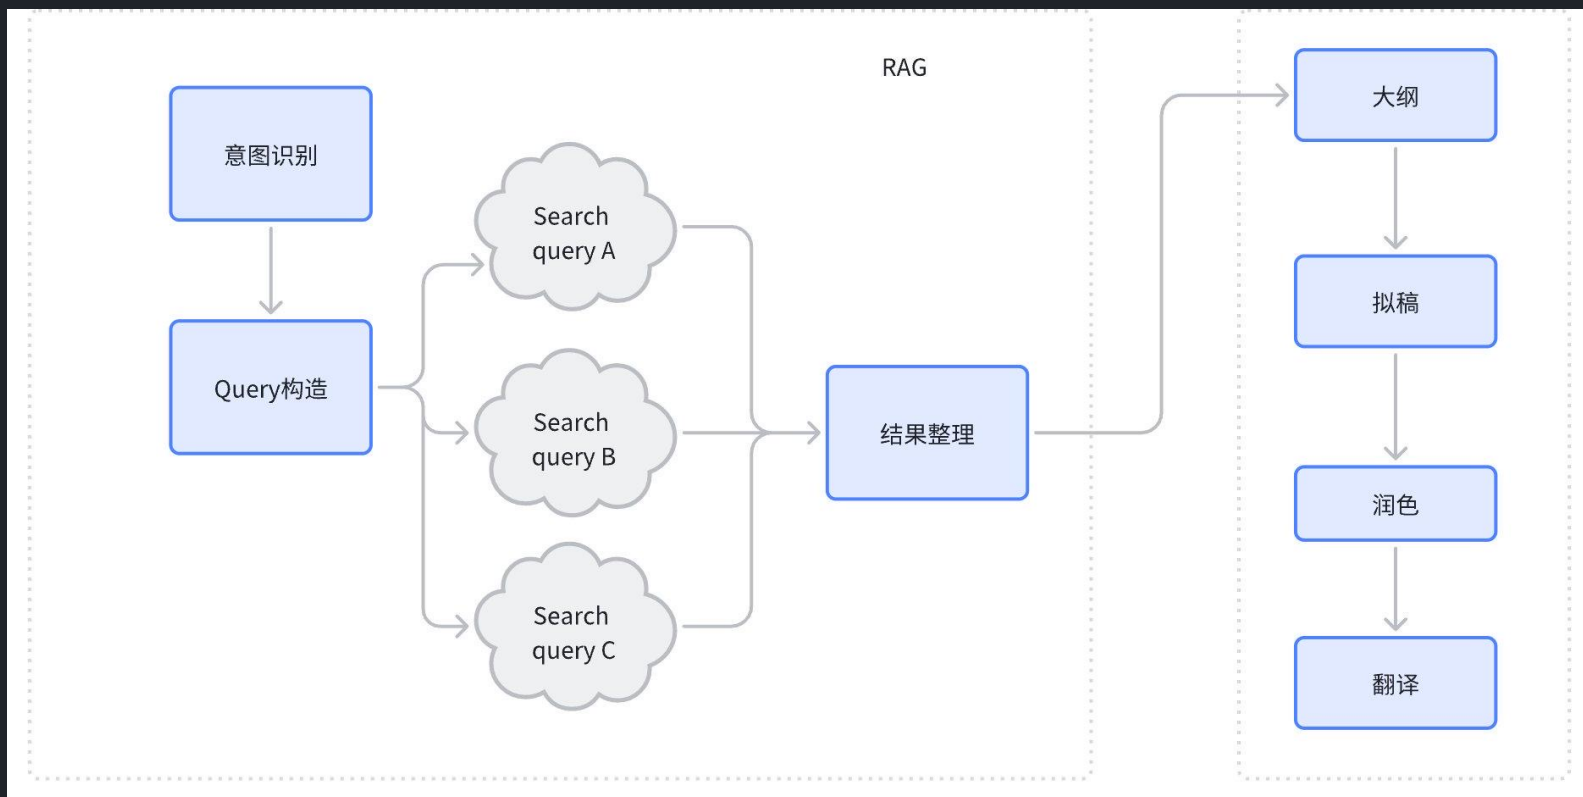 RAG
意图识别
Query构造
Search
query A
Search
query B
Search
query C
结果整理
大纲
拟稿
润色
翻译